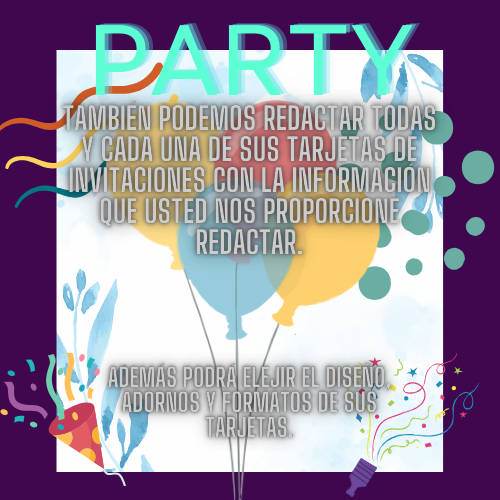 PARTY
TAMBIÉN PODEMOS REDACTAR TODAS
Y CADA UNA DE SUS TARJETAS DE
INVITACIONES CON LA INFORMACIÓN
QUE USTED NOS PROPORCIONE
REDACTAR.
ADEMÁS PODRÁ ELEJIR EL DISEÑO,
ADORNOS Y FORMATOS DE SUS
TARJETAS.